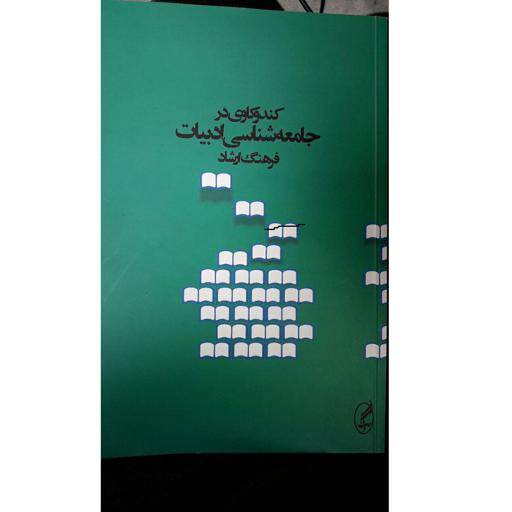 کندوکاوی در
جامعه‌شناسی ادبیات
فرهنگ ارشاد